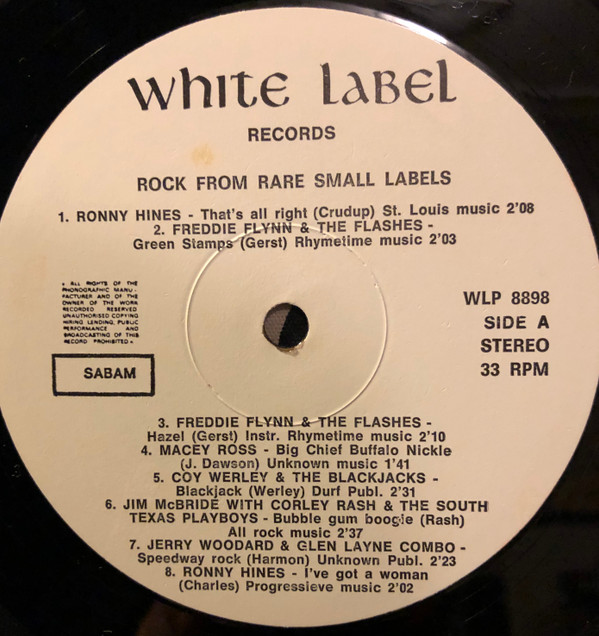 WHITE LABEL
RECORDS
ROCK FROM RARE SMALL LABELS
1. RONNY HINES - That's all right (Crudup) St. Louis music 2'08
2. FREDDIE FLYNN & THE FLASHES -
Green Stamps (Gerst) Rhymetime music 2'03
• ALL RIGHTS OF THE
PHONOGRAPHIC MANU-
FACTURER AND OF THE
OWNER OF THE WORK
RECORDED RESERVED
UNAUTHORISED COPYING
HIRING LENDING, PUBLIC
PERFORMANCE AND
BROADCASTING OF THIS
RECORD PROHIBITED •
SABAM
WLP 8898
SIDE A
STEREO
33 RPM
3. FREDDIE FLYNN & THE FLASHES -
Hazel (Gerst) Instr. Rhymetime music 2'10
4. MACEY ROSS - Big Chief Buffalo Nickle
(J. Dawson) Unknown music 1'41
5. COY WERLEY & THE BLACKJACKS -
Blackjack (Werley) Durf Publ. 2'31
6. JIM McBRIDE WITH CORLEY RASH & THE SOUTH
TEXAS PLAYBOYS - Bubble gum boogie (Rash)
All rock music 2'37
7. JERRY WOODARD & GLEN LAYNE COMBO -
Speedway rock (Harmon) Unknown Publ. 2'23
8. RONNY HINES - I've got a woman
(Charles) Progressieve music 2'02